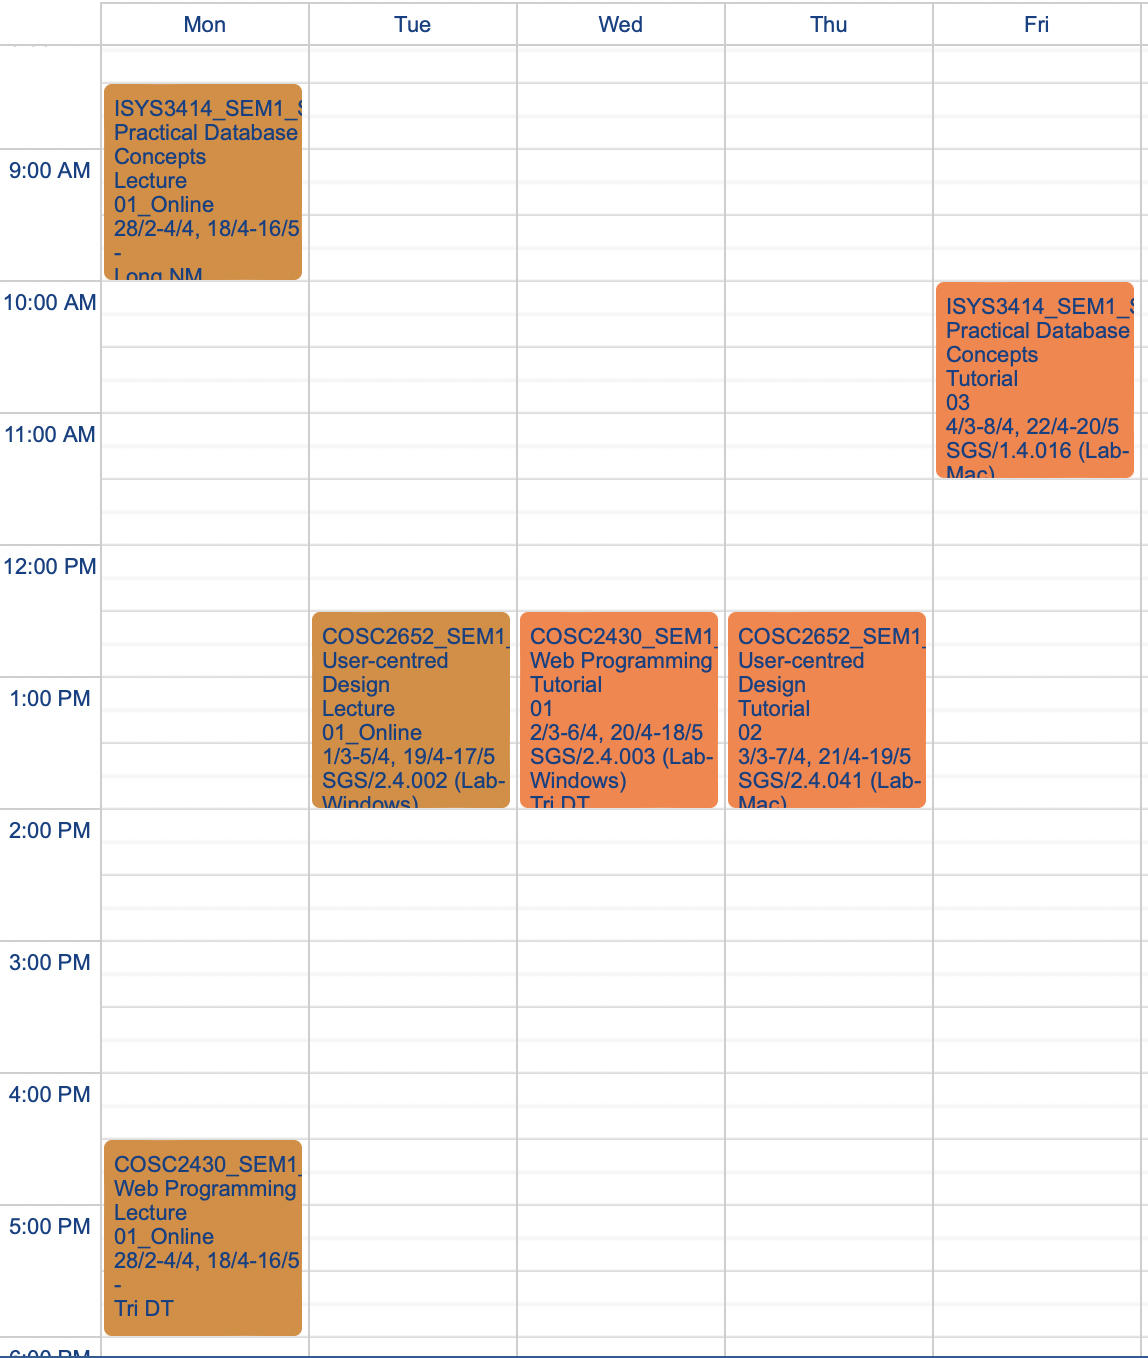 Mon
Tue
Wed
Thu
Fri
ISYS3414_SEM1_
Practical Database
Concepts
Lecture
01_Online
28/2-4/4, 18/4-16/5
-
Long NM
9:00 AM
10:00 AM
ISYS3414_SEM1_
Practical Database
Concepts
Tutorial
03
4/3-8/4, 22/4-20/5
SGS/1.4.016 (Lab-
Mac)
11:00 AM
12:00 PM
COSC2652_SEM1_
User-centred
Design
Lecture
01_Online
1/3-5/4, 19/4-17/5
SGS/2.4.002 (Lab-
Windows)
COSC2430_SEM1_
Web Programming
Tutorial
01
2/3-6/4, 20/4-18/5
SGS/2.4.003 (Lab-
Windows)
Tri DT
COSC2652_SEM1_
User-centred
Design
Tutorial
02
3/3-7/4, 21/4-19/5
SGS/2.4.041 (Lab-
Mac)
1:00 PM
2:00 PM
3:00 PM
4:00 PM
COSC2430_SEM1_
Web Programming
Lecture
01_Online
28/2-4/4, 18/4-16/5
-
Tri DT
5:00 PM
6:00 PM